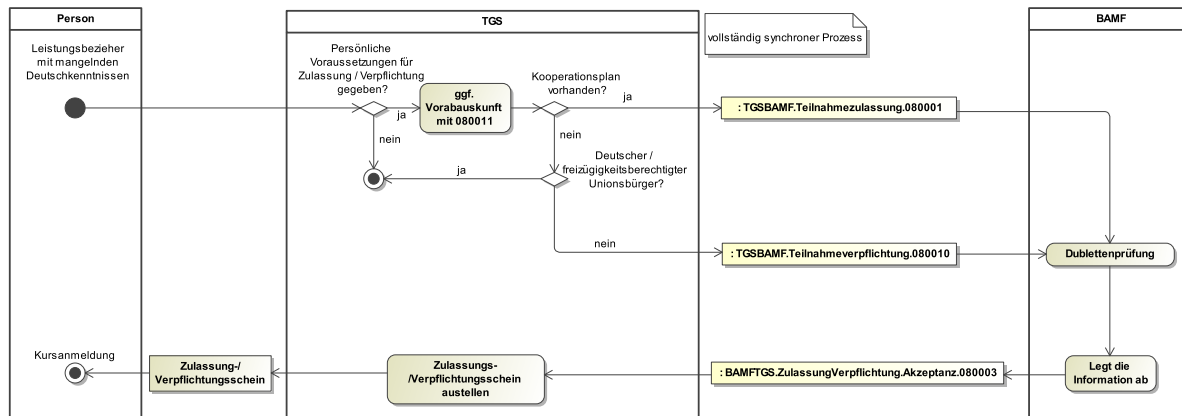 Person
TGS
BAMF
vollständig synchroner Prozess
Leistungsbezieher
mit mangelnden
Deutschkenntnissen
Persönliche
Voraussetzungen für
Zulassung / Verpflichtung
gegeben?
ja
nein
ggf.
Vorabauskunft
mit 080011
Kooperationsplan
vorhanden?
ja
nein
: TGSBAMF.Teilnahmezulassung.080001
Deutscher /
freizügigkeitsberechtigter
Unionsbürger?
ja
nein
: TGSBAMF.Teilnahmeverpflichtung.080010
Dublettenprüfung
Legt die
Information ab
: BAMFTGS.ZulassungVerpflichtung.Akzeptanz.080003
Zulassungs-
/Verpflichtungsschein
austellen
Zulassung-/
Verpflichtungsschein
Kursanmeldung